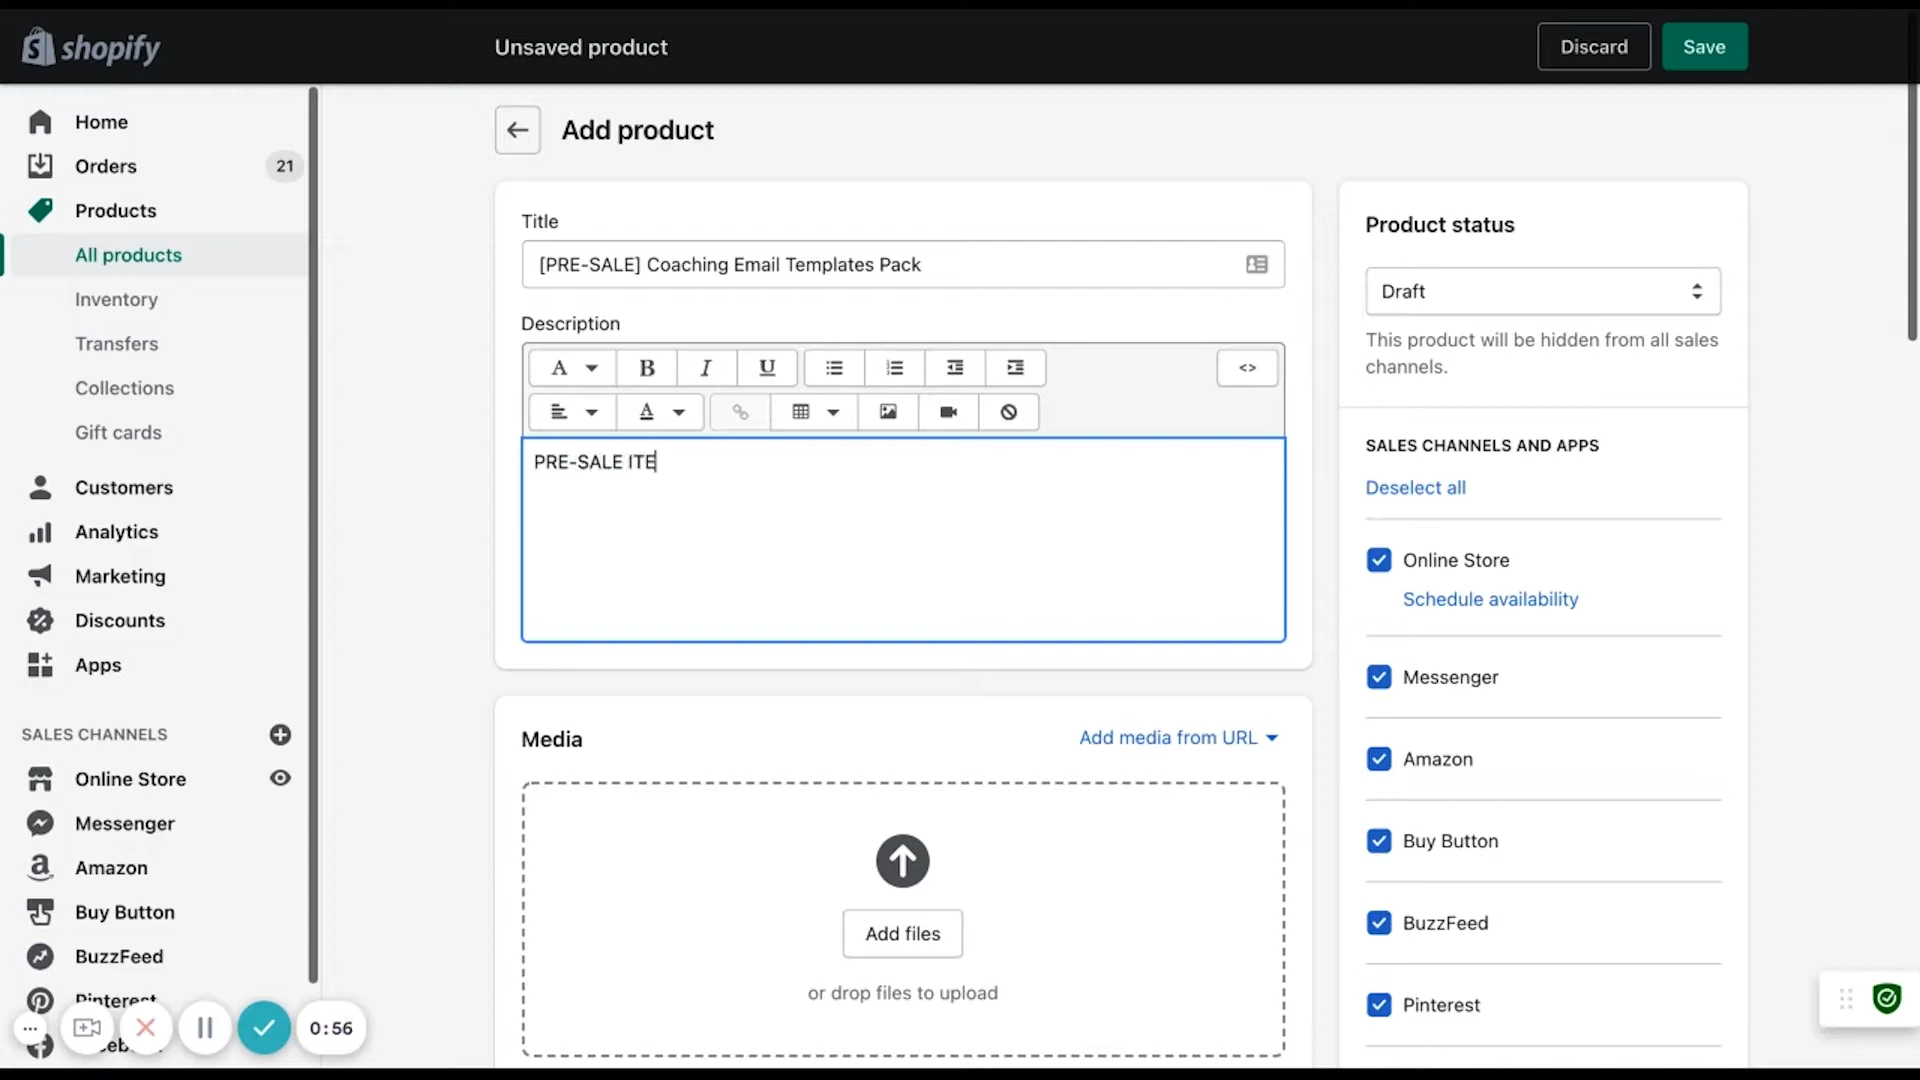 shopify
Unsaved product
Discard
Save
Home
Orders
21
Products
All products
Inventory
Transfers
Collections
Gift cards
Customers
Analytics
Marketing
Discounts
Apps
SALES CHANNELS
Online Store
Messenger
Amazon
Buy Button
BuzzFeed
Pinterest
0:56
Add product
Title
[PRE-SALE] Coaching Email Templates Pack
Description
A
B
I
U
<>
A
PRE-SALE ITE
Media
Add media from URL
Add files
or drop files to upload
Product status
Draft
This product will be hidden from all sales
channels.
SALES CHANNELS AND APPS
Deselect all
Online Store
Schedule availability
Messenger
Amazon
Buy Button
BuzzFeed
Pinterest